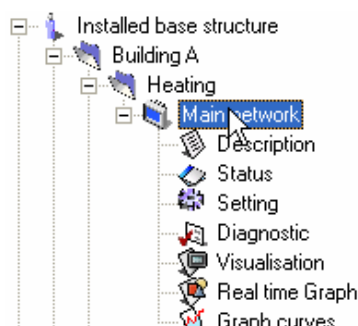 Installed base structure
Building A
Heating
Main network
Description
Status
Setting
Diagnostic
Visualisation
Real time Graph
Graph curves